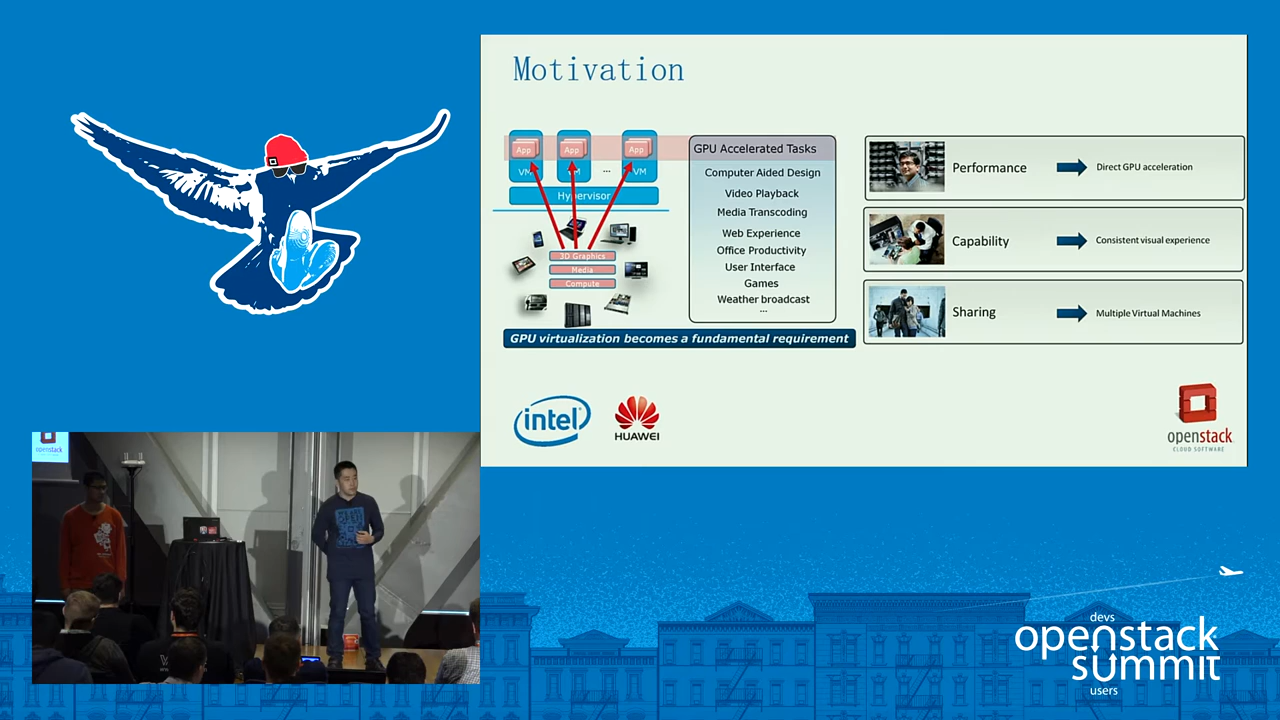 Motivation
App
App
App
VM
VM
...
VM
Hypervisor
3D Graphics
Media
Compute
GPU Accelerated Tasks
Computer Aided Design
Video Playback
Media Transcoding
Web Experience
Office Productivity
User Interface
Games
Weather broadcast
...
GPU virtualization becomes a fundamental requirement
Performance
Direct GPU acceleration
Capability
Consistent visual experience
Sharing
Multiple Virtual Machines
intel
HUAWEI
openstack
CLOUD SOFTWARE
openstack
devs
openstack
summit
users